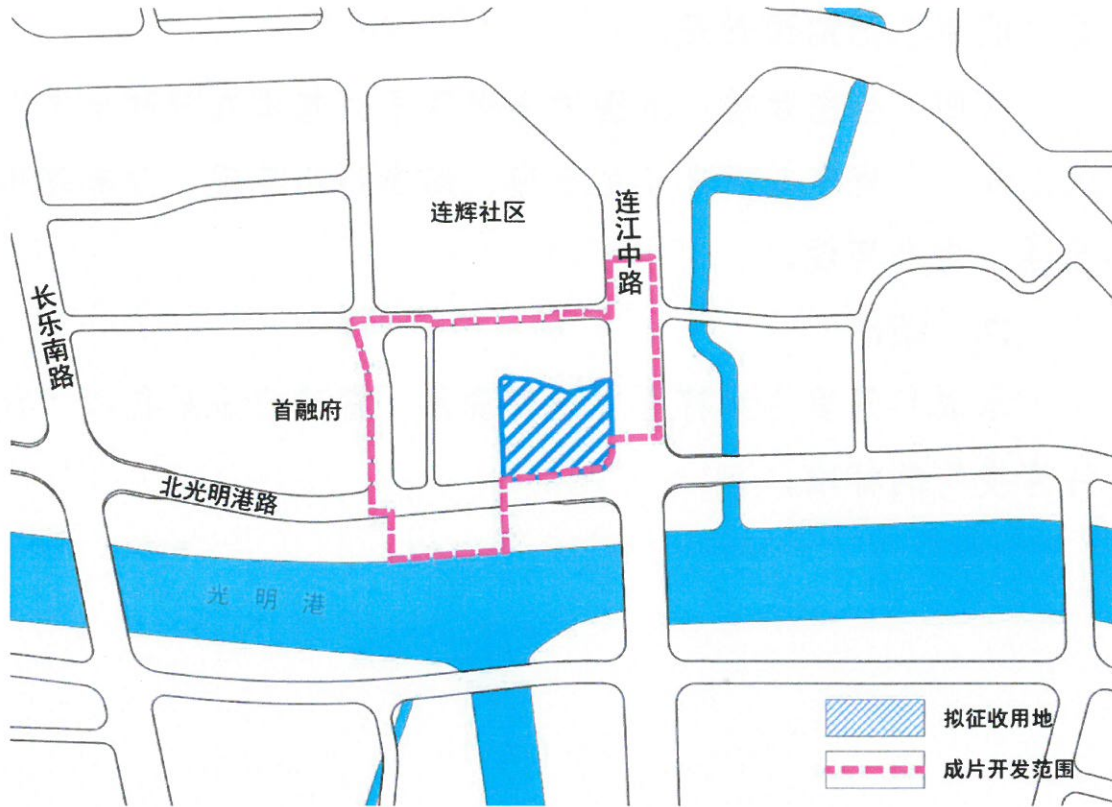 连辉社区
连江中路
长乐南路
首融府
北光明港路
光明港
拟征收用地
成片开发范围